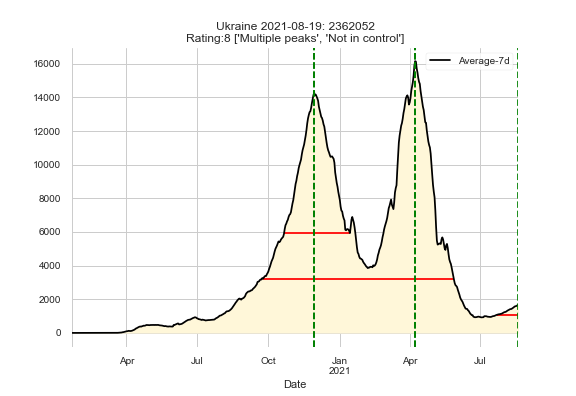 Ukraine 2021-08-19: 2362052
Rating:8 ['Multiple peaks', 'Not in control']
Average-7d
16000
14000
12000
10000
8000
6000
4000
2000
0
Apr Jul Oct Jan Apr Jul
2021
Date